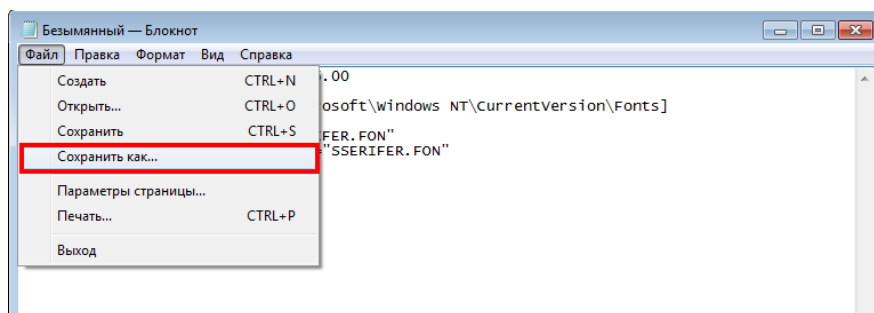 Безымянный — Блокнот
Файл Правка Формат Вид Справка
Создать CTRL+N
.00
Открыть... CTRL+O
osoft\Windows NT\CurrentVersion\Fonts]
Сохранить CTRL+S
FER.FON"
Сохранить как...
"SSERIFER.FON"
Параметры страницы...
Печать... CTRL+P
Выход